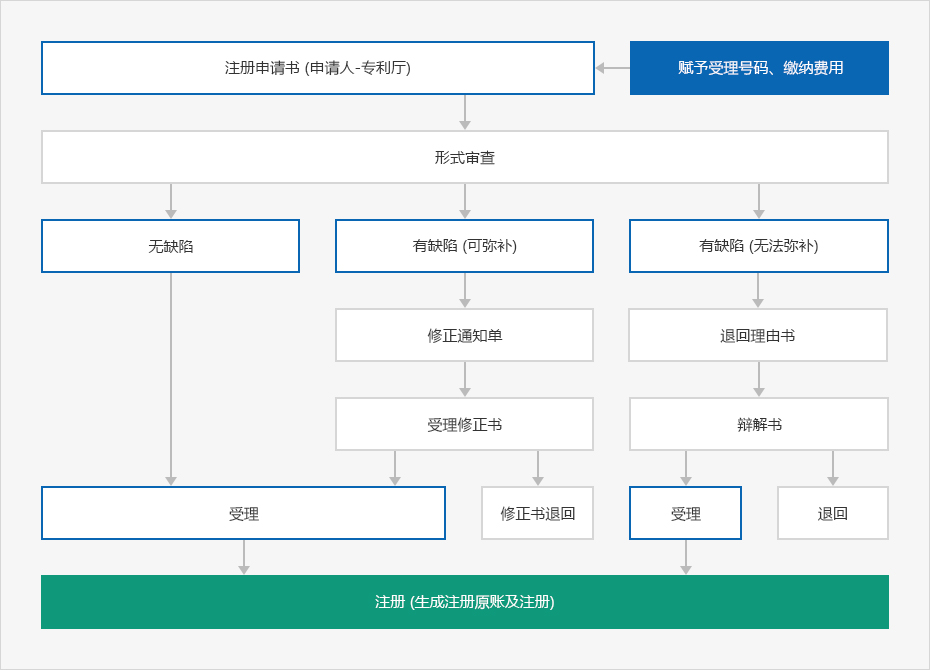 注册申请书 (申请人-专利厅)
赋予受理号码、缴纳费用
形式审查
无缺陷
有缺陷 (可弥补)
有缺陷 (无法弥补)
修正通知单
退回理由书
受理修正书
辩解书
受理
修正书退回
受理
退回
注册 (生成注册原账及注册)